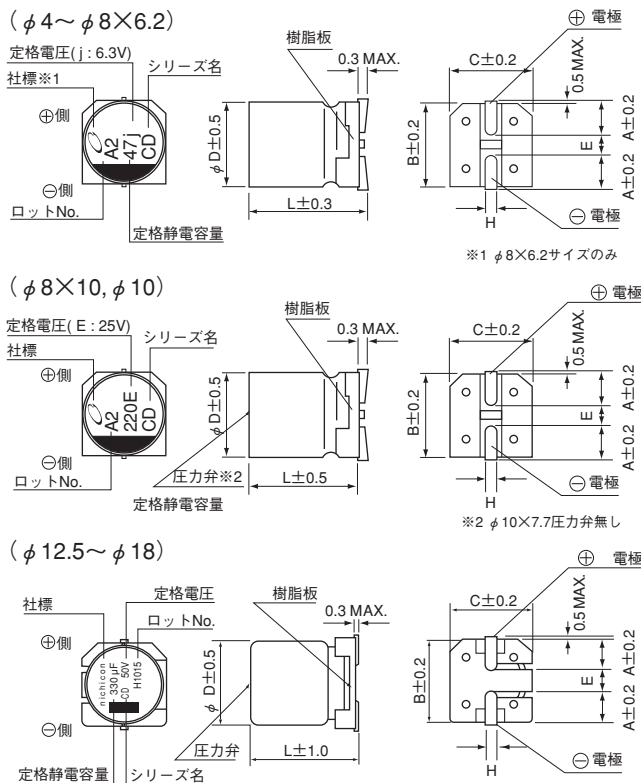 (φ4～φ8×6.2)
定格電圧(j : 6.3V)
シリーズ名
社標※1
⊕側
⊖側
A2
47j
CD
ロットNo.
定格静電容量
樹脂板
0.3 MAX.
φD±0.5
L±0.3
⊕ 電極
C±0.2
0.5 MAX.
B±0.2
A±0.2
E
A±0.2
H
⊖ 電極
※1 φ8×6.2サイズのみ
(φ8×10, φ10)
定格電圧( E : 25V)
シリーズ名
社標
⊕側
⊖側
A2
220E
CD
ロットNo.
定格静電容量
樹脂板
0.3 MAX.
φD±0.5
圧力弁※2
L±0.5
⊕ 電極
C±0.2
0.5 MAX.
B±0.2
A±0.2
E
A±0.2
H
⊖ 電極
※2 φ10×7.7圧力弁無し
(φ12.5～φ18)
社標
定格電圧
ロットNo.
⊕側
⊖側
nichicon
330μF
CD 50V
H1015
定格静電容量
シリーズ名
樹脂板
0.3 MAX.
φD±0.5
圧力弁
L±1.0
⊕ 電極
C±0.2
0.5 MAX.
B±0.2
A±0.2
E
A±0.2
H
⊖ 電極